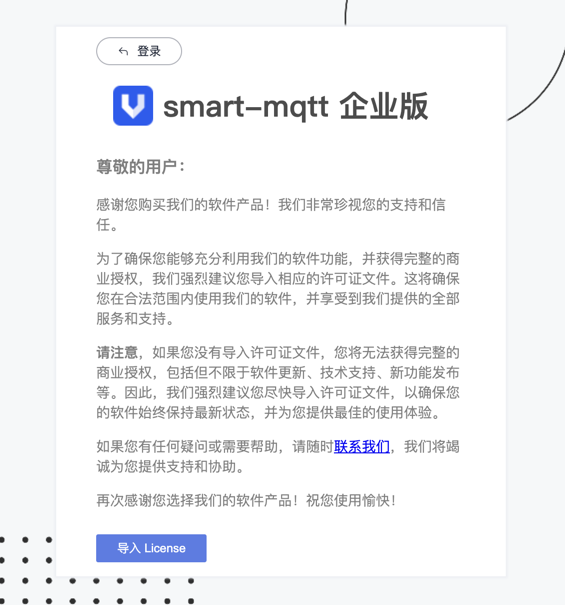 登录
smart-mqtt 企业版
尊敬的用户：
感谢您购买我们的软件产品！我们非常珍视您的支持和信
任。
为了确保您能够充分利用我们的软件功能，并获得完整的商
业授权，我们强烈建议您导入相应的许可证文件。这将确保
您在合法范围内使用我们的软件，并享受到我们提供的全部
服务和支持。
请注意，如果您没有导入许可证文件，您将无法获得完整的
商业授权，包括但不限于软件更新、技术支持、新功能发布
等。因此，我们强烈建议您尽快导入许可证文件，以确保您
的软件始终保持最新状态，并为您提供最佳的使用体验。
如果您有任何疑问或需要帮助，请随时联系我们，我们将竭
诚为您提供支持和协助。
再次感谢您选择我们的软件产品！祝您使用愉快！
导入 License